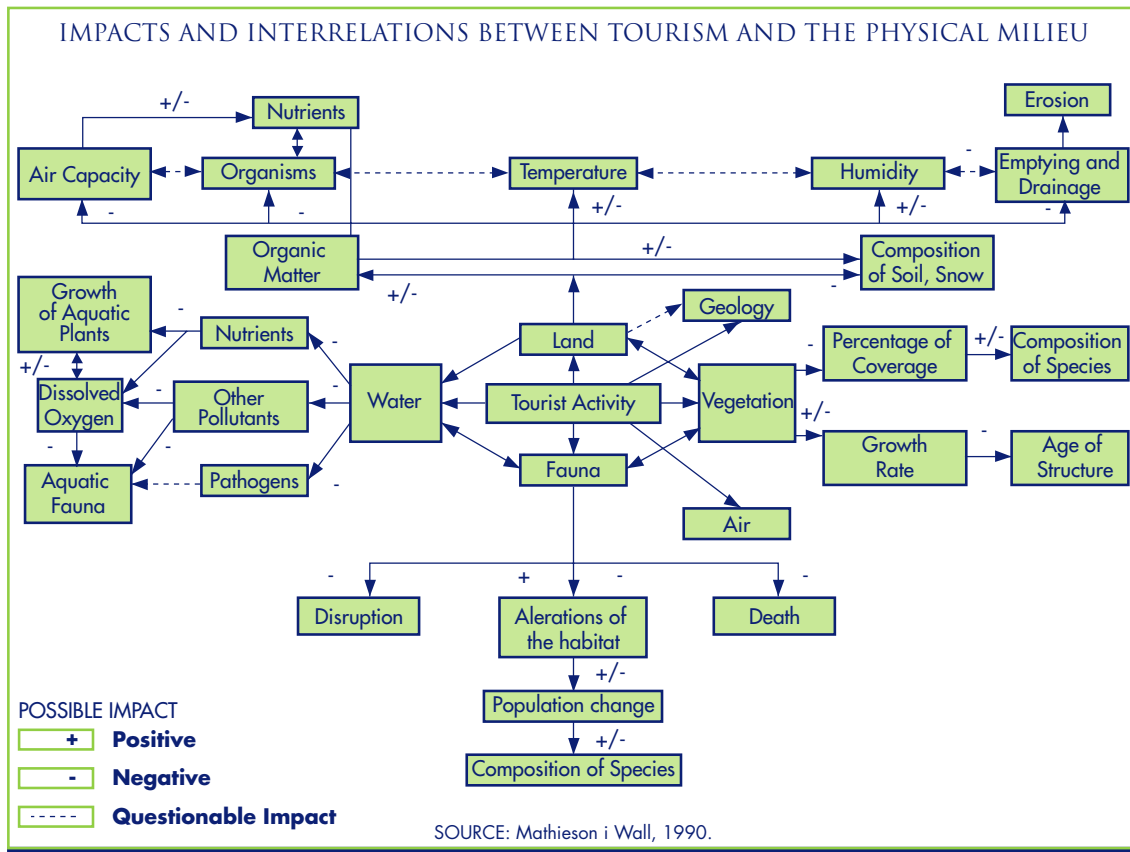 IMPACTS AND INTERRELATIONS BETWEEN TOURISM AND THE PHYSICAL MILIEU
+/-
Nutrients
Erosion
Air Capacity
Organisms
Temperature
Humidity
-
Emptying and
Drainage
-
-
+/-
+/-
-
Organic
Matter
+/-
Composition
of Soil, Snow
+/-
-
Growth
of Aquatic
Plants
-
Nutrients
-
Land
Geology
-
Percentage of
Coverage
+/-
Composition
of Species
+/-
Dissolved
Oxygen
-
Other
Pollutants
-
Water
Tourist Activity
Vegetation
+/-
-
-
Growth
Rate
-
Age of
Structure
Aquatic
Fauna
Pathogens
-
Fauna
Air
-
+
-
-
Disruption
Alerations of
the habitat
Death
+/-
Population change
+/-
Composition of Species
POSSIBLE IMPACT
+ Positive
- Negative
----- Questionable Impact
SOURCE: Mathieson i Wall, 1990.